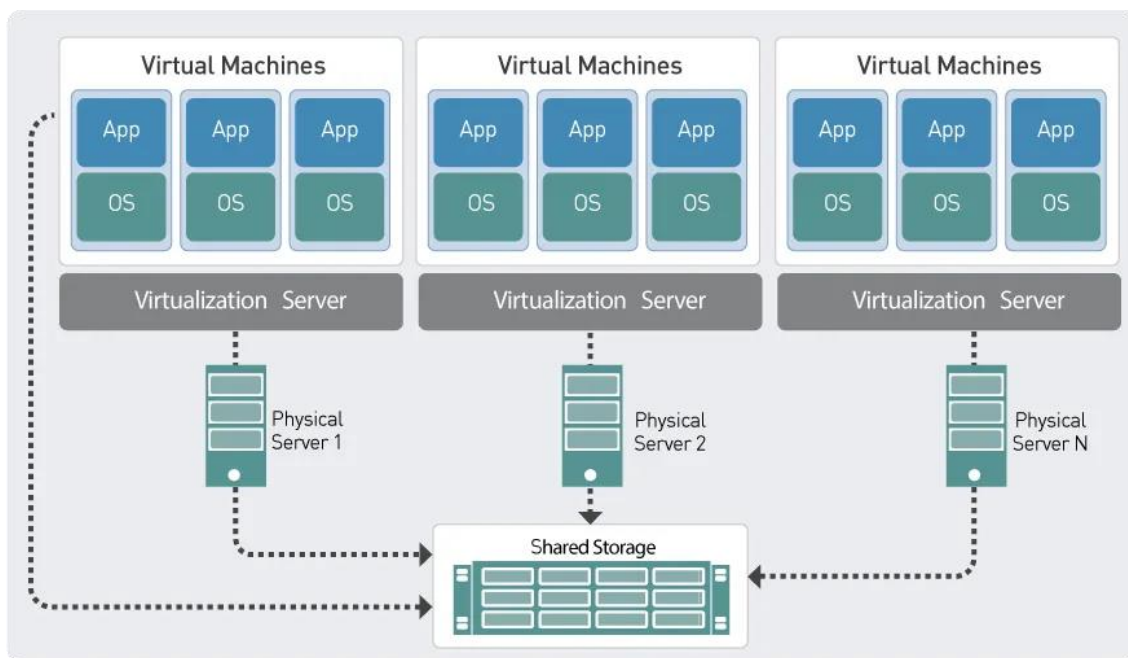 Virtual Machines
Virtual Machines
Virtual Machines
App App App
App App App
App App App
OS OS OS
OS OS OS
OS OS OS
Virtualization Server
Virtualization Server
Virtualization Server
Physical
Server 1
Physical
Server 2
Physical
Server N
Shared Storage